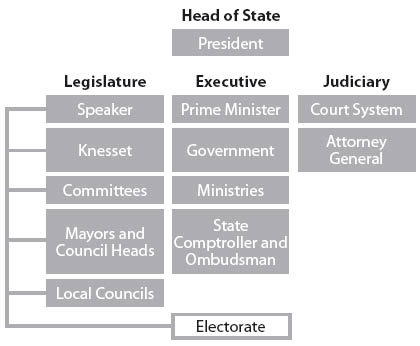 Head of State
President
Legislature
Executive
Judiciary
Speaker
Prime Minister
Court System
Knesset
Government
Attorney
General
Committees
Ministries
Mayors and
Council Heads
State
Comptroller and
Ombudsman
Local Councils
Electorate